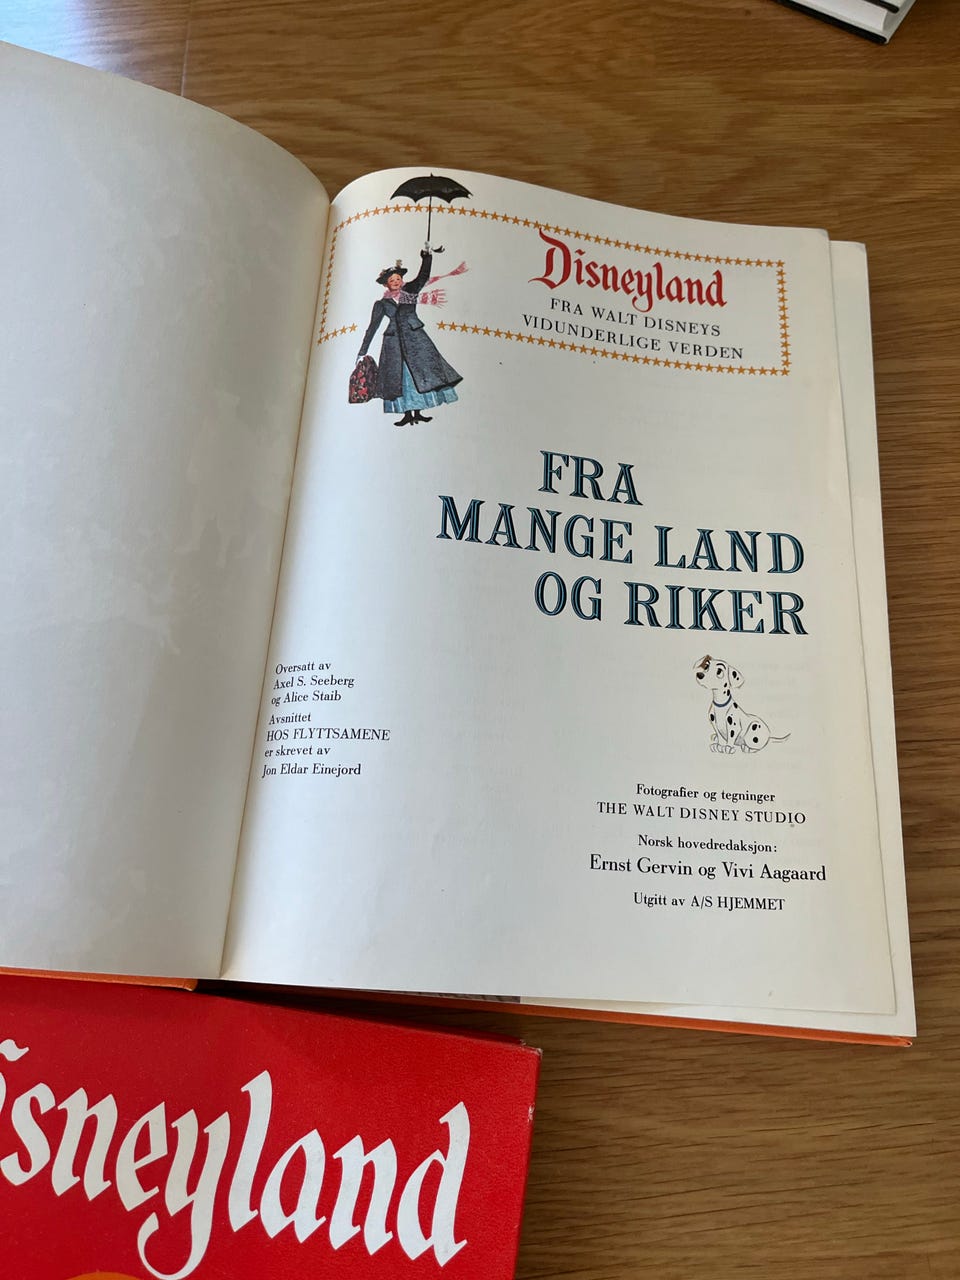 Disneyland
FRA WALT DISNEYS
VIDUNDERLIGE VERDEN
FRA
MANGE LAND
OG RIKER
Oversatt av
Axel S. Seeberg
og Alice Staib
Avsnittet
HOS FLYTTSAMENE
er skrevet av
Jon Eldar Einejord
Fotografier og tegninger
THE WALT DISNEY STUDIO
Norsk hovedredaksjon:
Ernst Gervin og Vivi Aagaard
Utgitt av A/S HJEMMET
isneyland